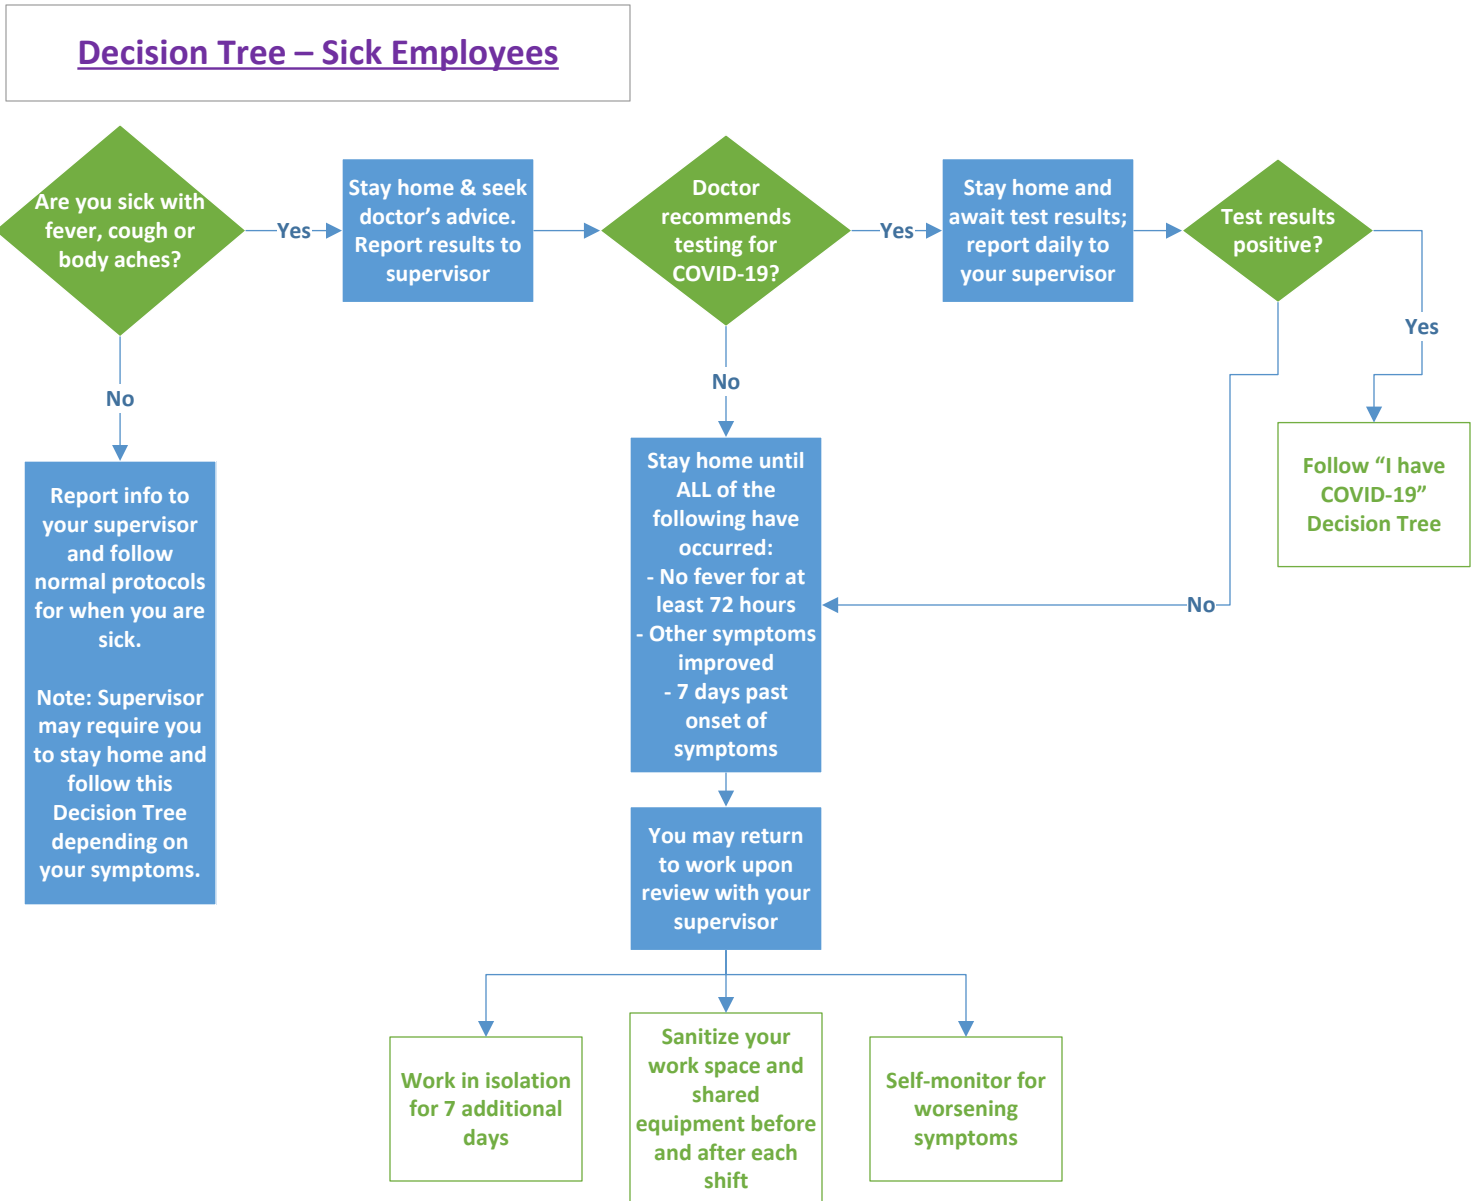 Decision Tree – Sick Employees
Are you sick with
fever, cough or
body aches?
Yes
Stay home & seek
doctor’s advice.
Report results to
supervisor
Doctor
recommends
testing for
COVID-19?
Yes
Stay home and
await test results;
report daily to
your supervisor
Test results
positive?
Yes
No
No
Follow “I have
COVID-19”
Decision Tree
Report info to
your supervisor
and follow
normal protocols
for when you are
sick.
Note: Supervisor
may require you
to stay home and
follow this
Decision Tree
depending on
your symptoms.
Stay home until
ALL of the
following have
occurred:
- No fever for at
least 72 hours
- Other symptoms
improved
- 7 days past
onset of
symptoms
No
You may return
to work upon
review with your
supervisor
Work in isolation
for 7 additional
days
Sanitize your
work space and
shared
equipment before
and after each
shift
Self-monitor for
worsening
symptoms